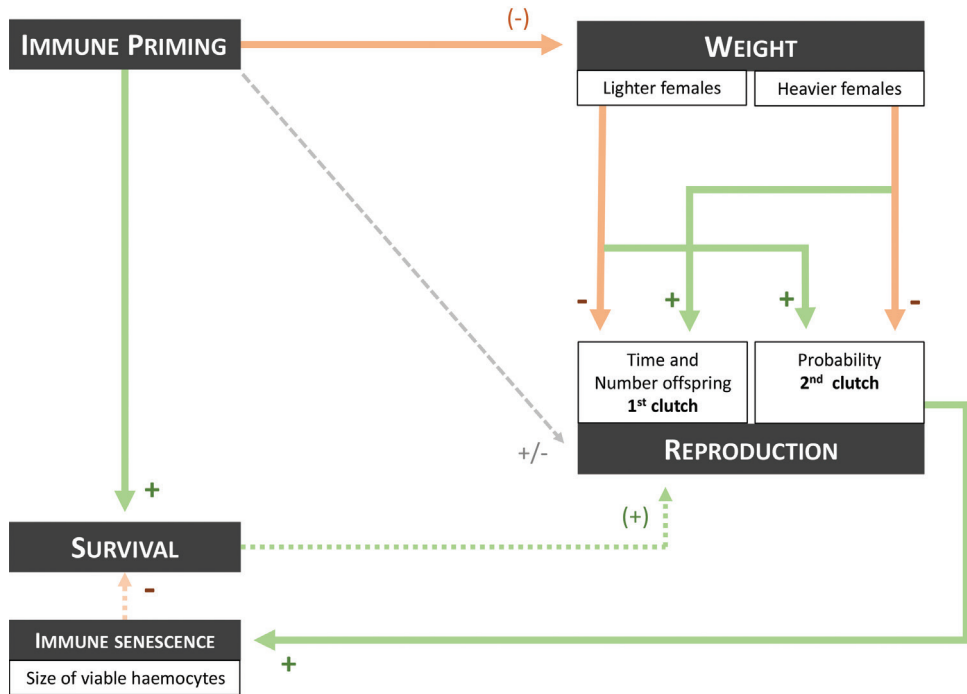 IMMUNE PRIMING
(-)
WEIGHT
Lighter females
Heavier females
-
+
+
-
Time and
Number offspring
1st clutch
Probability
2nd clutch
+/-
REPRODUCTION
+
(+)
SURVIVAL
-
IMMUNE SENESCENCE
+
Size of viable haemocytes